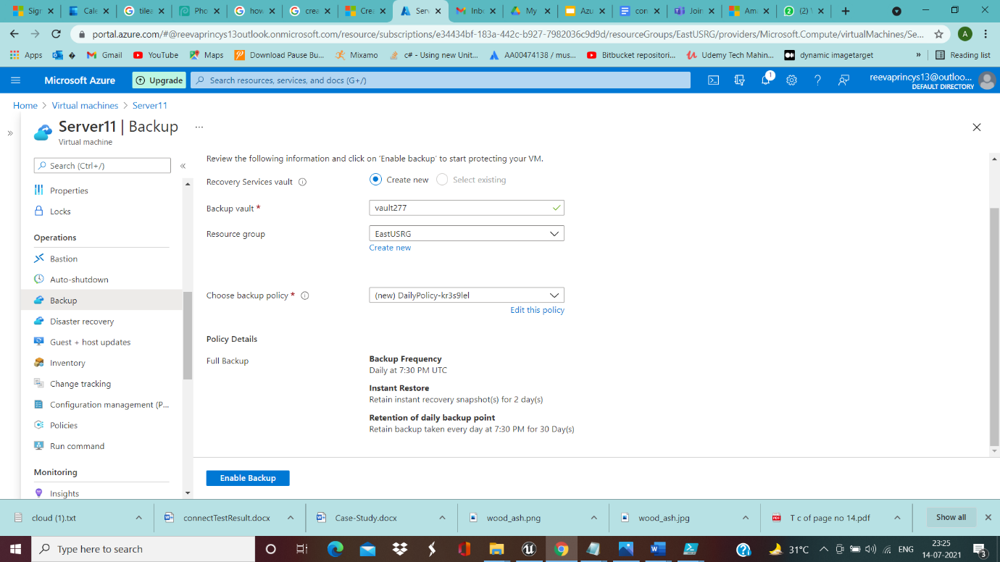 Sign
Cale
tilea
Pho
how
crea
Crea
Serv
Inbo
My
Azu
cori
Join
Ama
(2) V
portal.azure.com/#@reevaprincys13outlook.onmicrosoft.com/resource/subscriptions/e34434bf-183a-442c-b927-7982036c9d9d/resourceGroups/EastUSRG/providers/Microsoft.Compute/virtualMachines/Se...
A
Apps
Gmail
YouTube
Maps
Download Pause Bu...
Mixamo
c# - Using new Unit...
AA00474138 / mus...
Bitbucket repositori...
Udemy Tech Mahin...
dynamic imagetarget
»
Reading list
Microsoft Azure
Upgrade
Search resources, services, and docs (G+/)
1
reevaprincys13@outloo...
DEFAULT DIRECTORY
Home > Virtual machines > Server11
Server11 | Backup ...
Virtual machine
Search (Ctrl+/)
«
Properties
Locks
Operations
Bastion
Auto-shutdown
Backup
Disaster recovery
Guest + host updates
Inventory
Change tracking
Configuration management (P...
Policies
Run command
Monitoring
Insights
Review the following information and click on 'Enable backup' to start protecting your VM.
Recovery Services vault
Create new
Select existing
Backup vault *
vault277
Resource group
EastUSRG
Create new
Choose backup policy *
(new) DailyPolicy-kr3s9lel
Edit this policy
Policy Details
Full Backup
Backup Frequency
Daily at 7:30 PM UTC
Instant Restore
Retain instant recovery snapshot(s) for 2 day(s)
Retention of daily backup point
Retain backup taken every day at 7:30 PM for 30 Day(s)
Enable Backup
cloud (1).txt
connectTestResult.docx
Case-Study.docx
wood_ash.png
wood_ash.jpg
T c of page no 14.pdf
Show all
Type here to search
31°C
ENG
23:25
14-07-2021
3